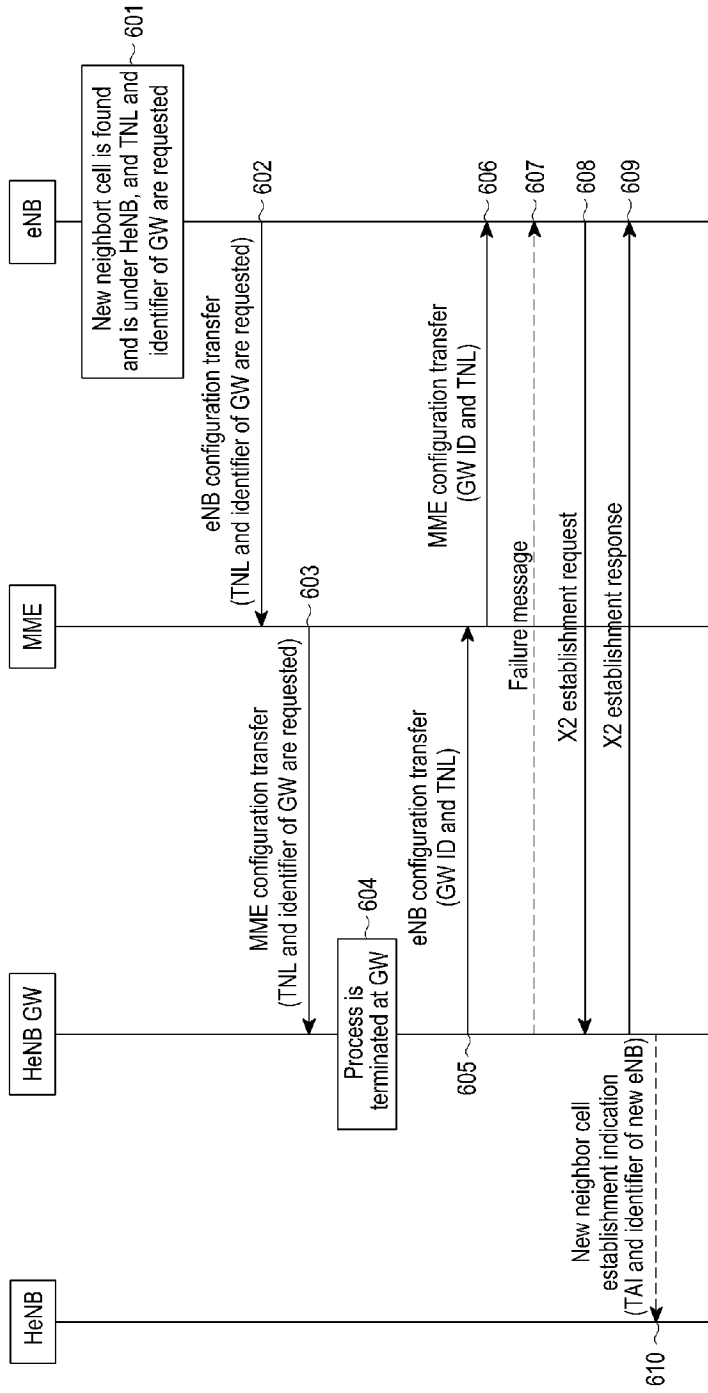 HeNB
HeNB GW
MME
eNB
New neighbort cell is found
and is under HeNB, and TNL and
identifier of GW are requested
601
eNB configuration transfer
(TNL and identifier of GW are requested)
602
MME configuration transfer
(TNL and identifier of GW are requested)
603
Process is
terminated at GW
604
eNB configuration transfer
(GW ID and TNL)
605
MME configuration transfer
(GW ID and TNL)
606
Failure message
607
X2 establishment request
608
X2 establishment response
609
New neighbor cell
establishment indication
(TAI and identifier of new eNB)
610